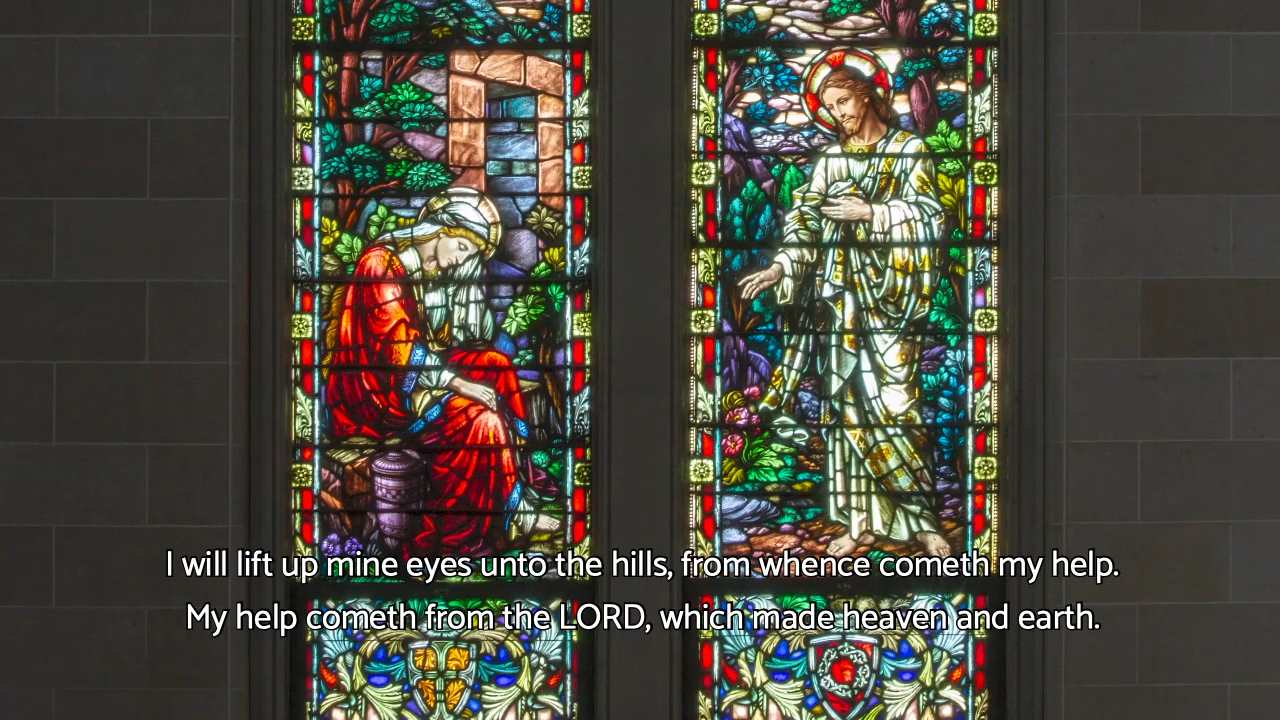 I will lift up mine eyes unto the hills, from whence cometh my help.
My help cometh from the LORD, which made heaven and earth.